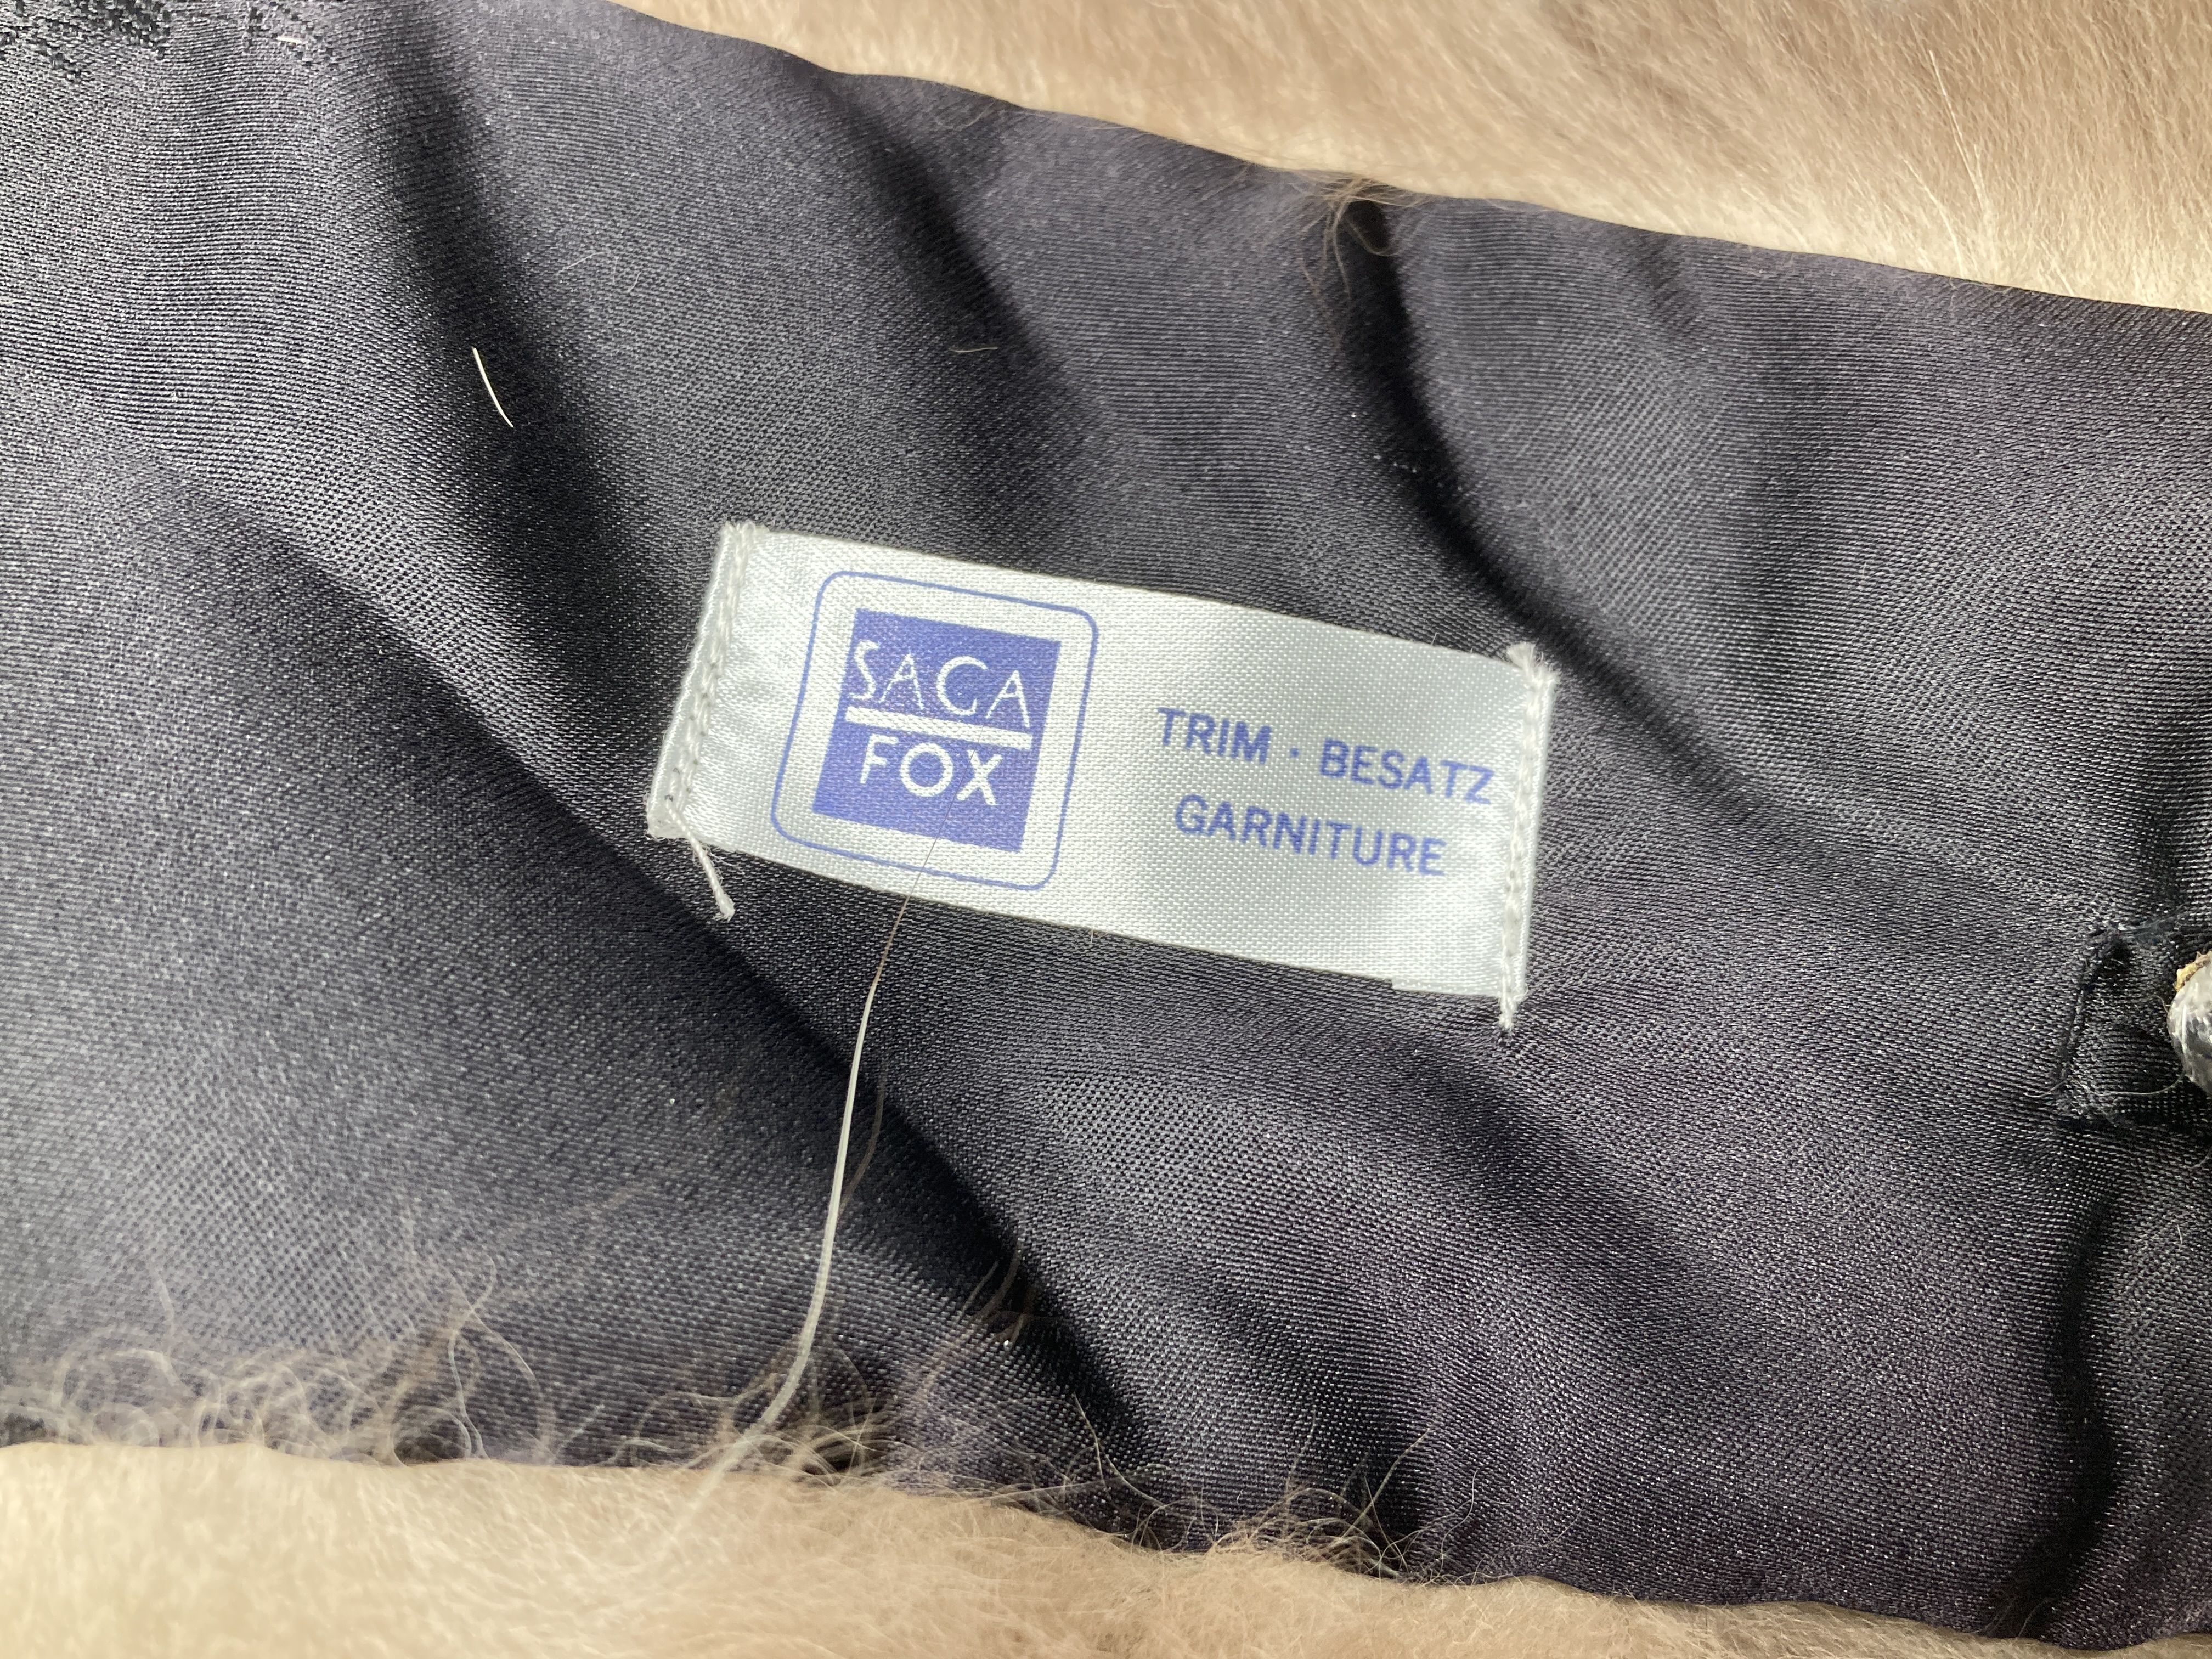 SAGA
FOX
TRIM · BESATZ
GARNITURE